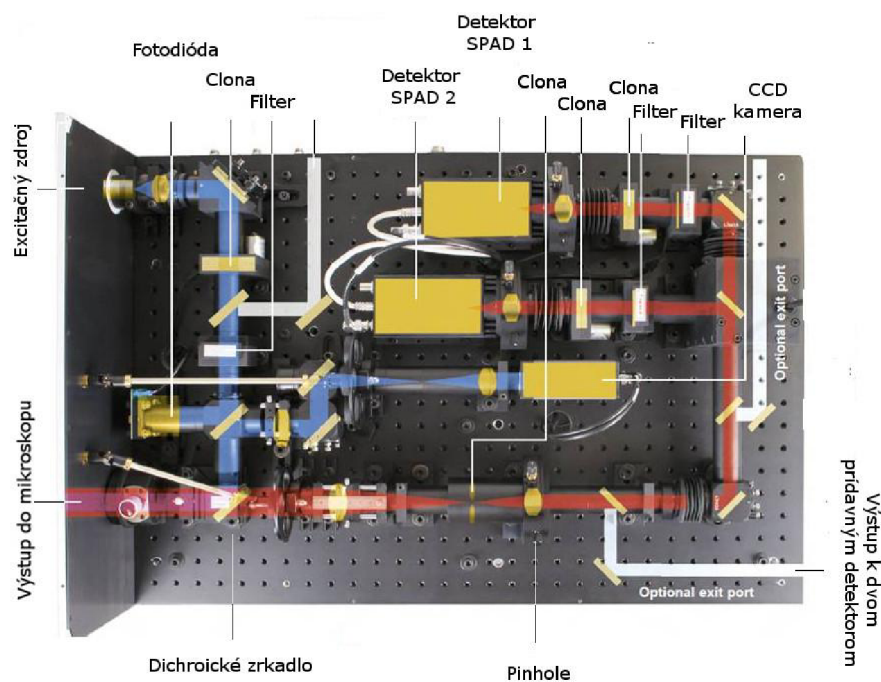 Detektor
SPAD 1
Fotodióda
Clona
Filter
Detektor
SPAD 2
Clona
Clona
Clona
Filter
Filter
CCD
kamera
Excitačný zdroj
Optional exit port
Výstup do mikroskopu
Výstup k dvom
prídavným detektorom
Optional exit port
Dichroické zrkadlo
Pinhole